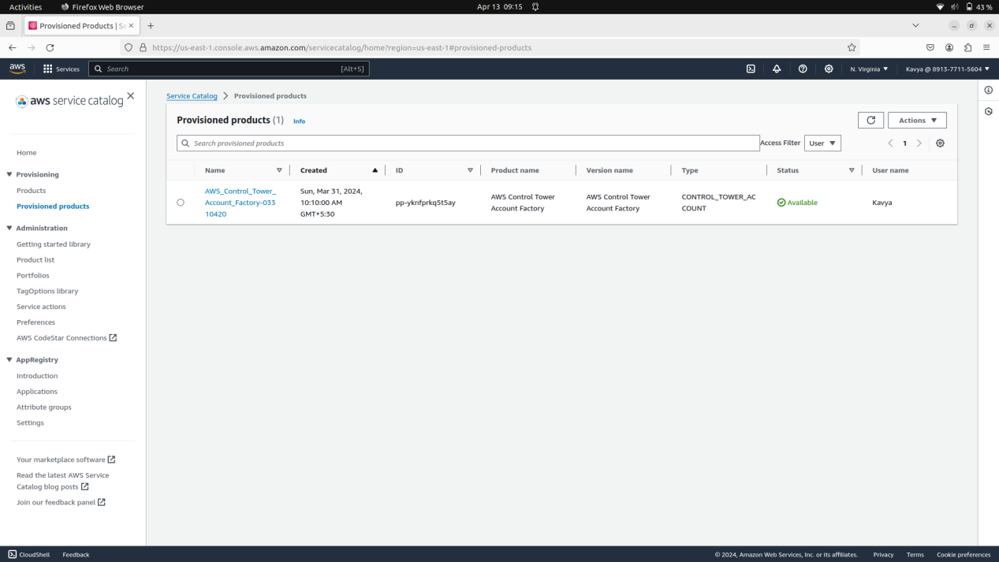 Activities
Firefox Web Browser
Apr 13 09:15
43 %
Provisioned Products | Se
https://us-east-1.console.aws.amazon.com/servicecatalog/home?region=us-east-1#provisioned-products
aws
Services
Search
[Alt+S]
N. Virginia
Kavya @ 8913-7711-5604
aws service catalog
Home
Provisioning
Products
Provisioned products
Administration
Getting started library
Product list
Portfolios
TagOptions library
Service actions
Preferences
AWS CodeStar Connections
AppRegistry
Introduction
Applications
Attribute groups
Settings
Your marketplace software
Read the latest AWS Service
Catalog blog posts
Join our feedback panel
Service Catalog
Provisioned products
Provisioned products (1)
Info
Actions
Search provisioned products
Access Filter
User
1
Name
Created
ID
Product name
Version name
Type
Status
User name
AWS_Control_Tower_
Account_Factory-033
10420
Sun, Mar 31, 2024,
10:10:00 AM
GMT+5:30
pp-yknfprkq5t5ay
AWS Control Tower
Account Factory
AWS Control Tower
Account Factory
CONTROL_TOWER_AC
COUNT
Available
Kavya
CloudShell
Feedback
© 2024, Amazon Web Services, Inc. or its affiliates.
Privacy
Terms
Cookie preferences